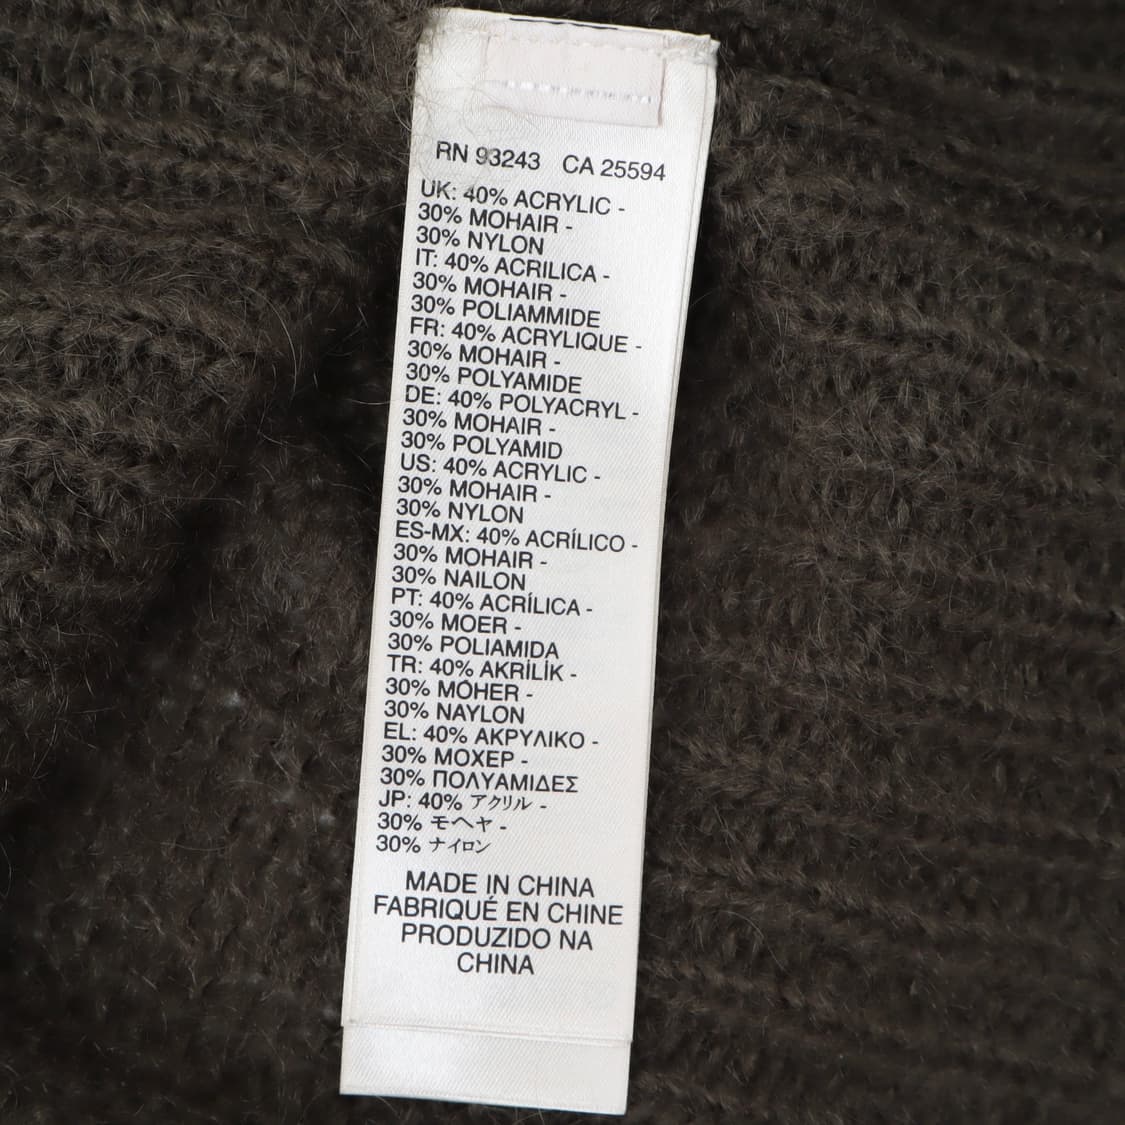 RN 93243 CA 25594
UK: 40% ACRYLIC -
30% MOHAIR -
30% NYLON
IT: 40% ACRILICA -
30% MOHAIR -
30% POLIAMMIDE
FR: 40% ACRYLIQUE -
30% MOHAIR -
30% POLYAMIDE
DE: 40% POLYACRYL -
30% MOHAIR -
30% POLYAMID
US: 40% ACRYLIC -
30% MOHAIR -
30% NYLON
ES-MX: 40% ACRÍLICO -
30% MOHAIR -
30% NAILON
PT: 40% ACRÍLICA -
30% MOER -
30% POLIAMIDA
TR: 40% AKRİLİK -
30% MOHER -
30% NAYLON
EL: 40% ΑΚΡΥΛΙΚΟ -
30% ΜΟΧΕΡ -
30% ΠΟΛΥΑΜΙΔΕΣ
JP: 40% アクリル -
30% モヘヤ -
30% ナイロン
MADE IN CHINA
FABRIQUÉ EN CHINE
PRODUZIDO NA
CHINA